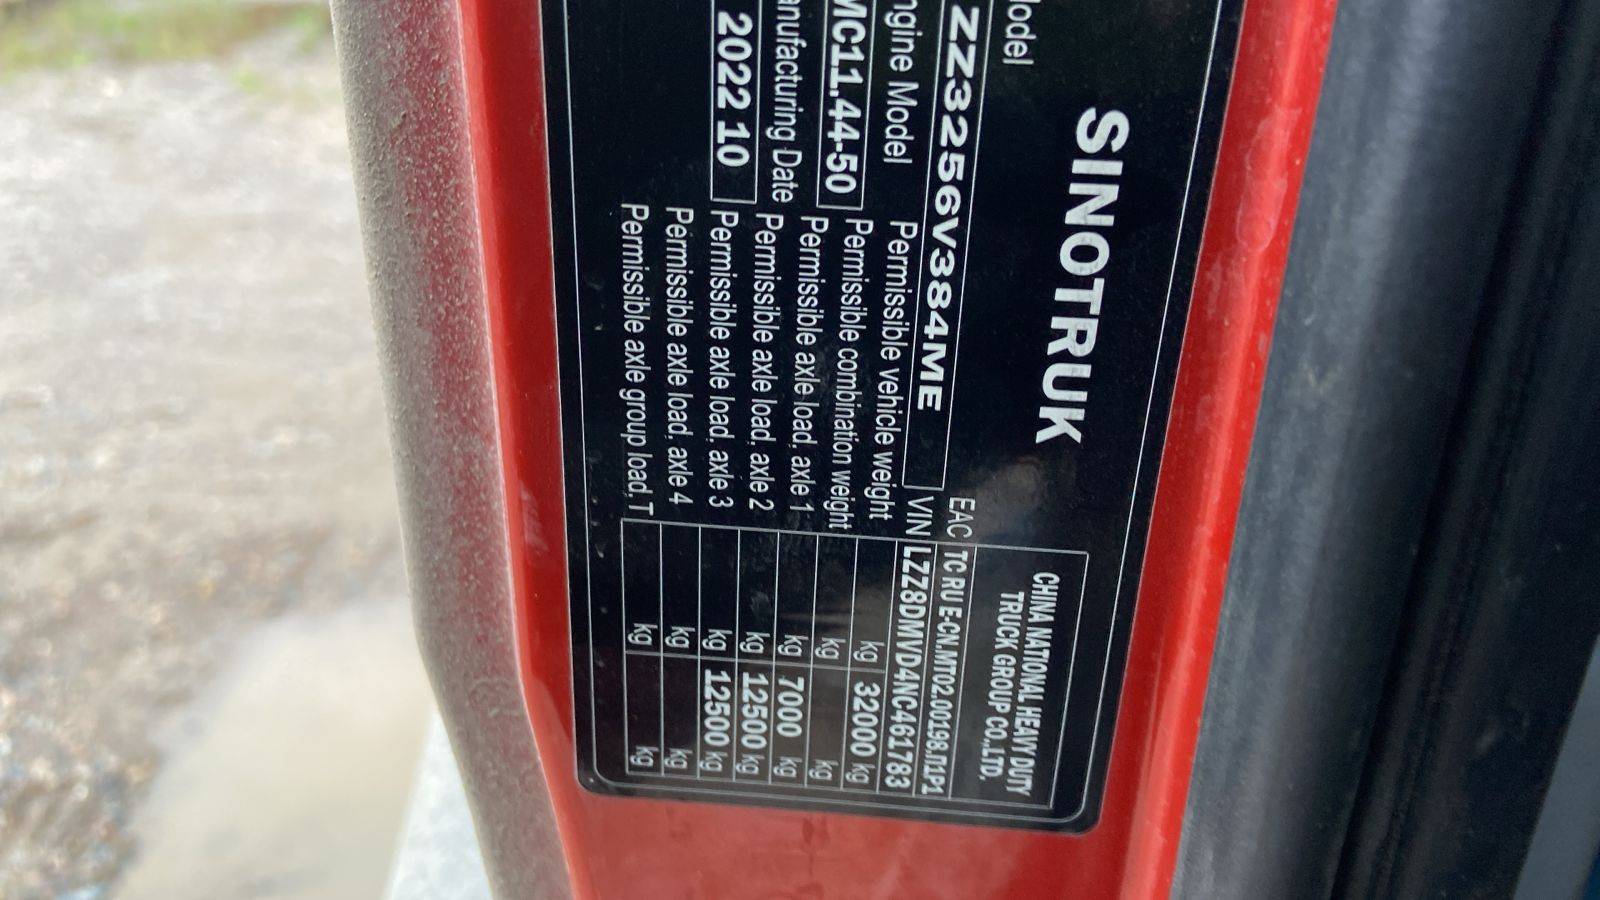 SINOTRUK
CHINA NATIONAL HEAVY DUTY
TRUCK GROUP CO.,LTD.
Model
ZZ3256V384ME
EAC TC RU E-CN.MT02.00198.П1P1
VIN LZZ8DMVD4NC461783
Engine Model
MC11.44-50
Manufacturing Date
2022 10
Permissible vehicle weight kg 32000 kg
Permissible combination weight kg kg
Permissible axle load, axle 1 kg 7000 kg
Permissible axle load, axle 2 kg 12500 kg
Permissible axle load, axle 3 kg 12500 kg
Permissible axle load, axle 4 kg kg
Permissible axle group load, T kg kg